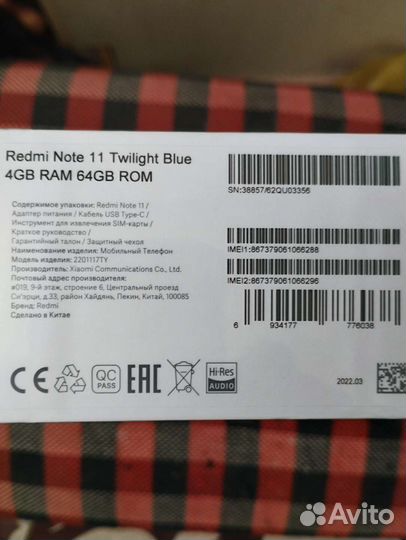 Redmi Note 11 Twilight Blue
4GB RAM 64GB ROM
Содержимое упаковки: Redmi Note 11 /
Адаптер питания / Кабель USB Type-C /
Инструмент для извлечения SIM-карты /
Краткое руководство /
Гарантийный талон / Защитный чехол
Наименование изделия: Мобильный Телефон
Модель изделия: 2201117TY
Производитель: Xiaomi Communications Co., Ltd.
Почтовый адрес производителя:
#019, 9-й этаж, строение 6, Центральный проезд
Си'эрци, д.33, район Хайдянь, Пекин, Китай, 100085
Бренд: Redmi
Сделано в Китае
SN:38857/62QU03356
IMEI1:867379061066288
IMEI2:867379061066296
6 934177 776038
CE
QC
PASS
EAC
Hi-Res
AUDIO
2022.03
Avito